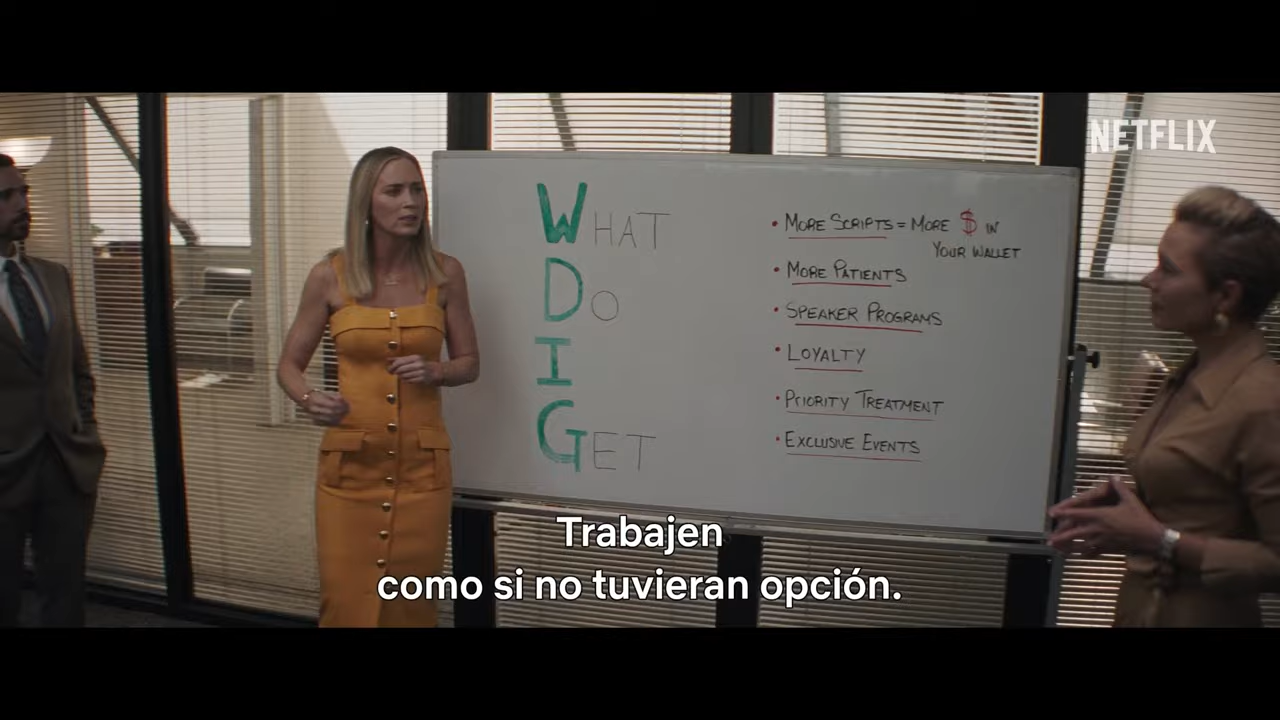 NETFLIX
WHAT
DO
I
GET
• MORE SCRIPTS = MORE $ IN
YOUR WALLET
• MORE PATIENTS
• SPEAKER PROGRAMS
• LOYALTY
• PRIORITY TREATMENT
• EXCLUSIVE EVENTS
Trabajen
como si no tuvieran opción.